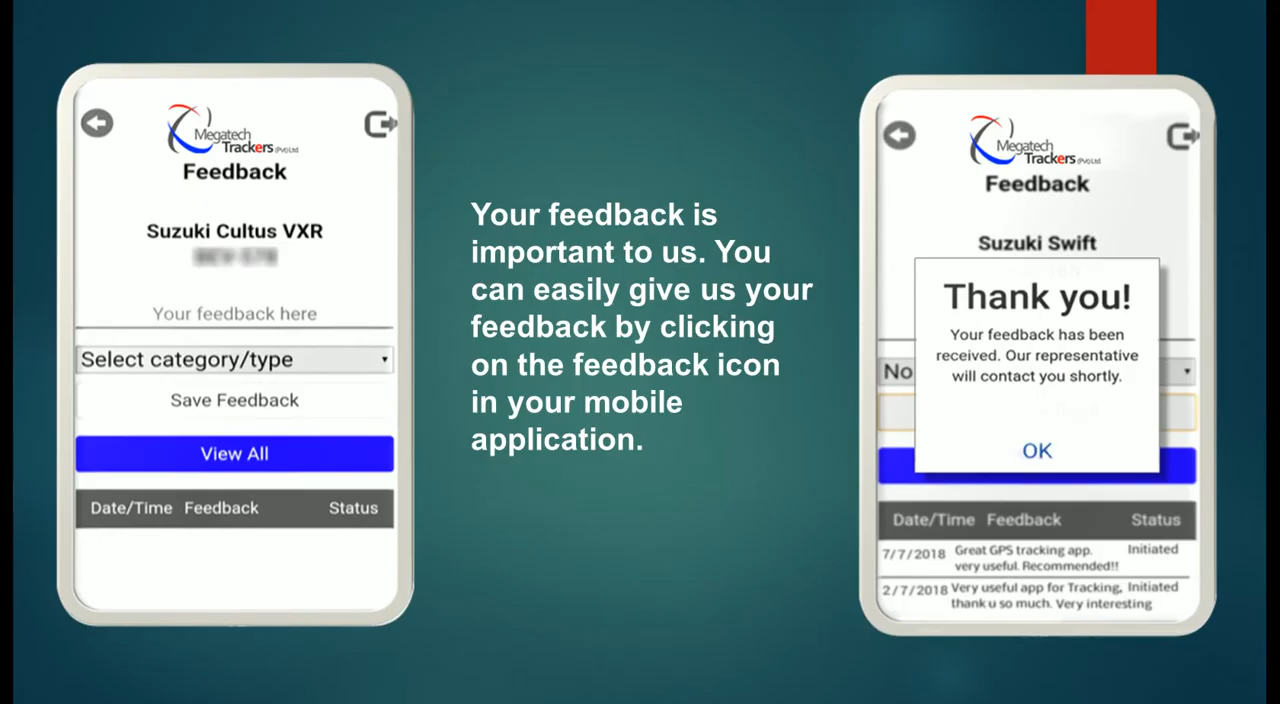 Megatech
Trackers (Pvt) Ltd
Feedback
Suzuki Cultus VXR
Your feedback here
Select category/type
Save Feedback
View All
Date/Time Feedback Status
Your feedback is
important to us. You
can easily give us your
feedback by clicking
on the feedback icon
in your mobile
application.
Megatech
Trackers (Pvt) Ltd
Feedback
Suzuki Swift
Thank you!
Your feedback has been
received. Our representative
will contact you shortly.
No
OK
Date/Time Feedback Status
7/7/2018 Great GPS tracking app. Initiated
very useful. Recommended!!
2/7/2018 Very useful app for Tracking, Initiated
thank u so much. Very interesting